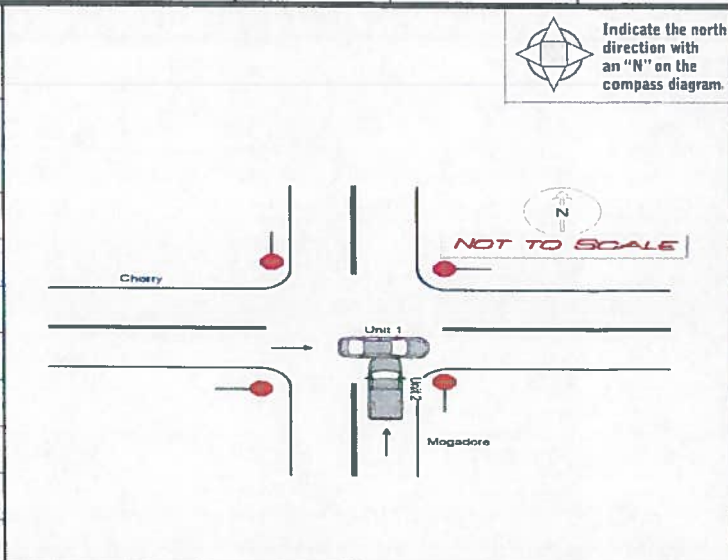 Indicate the north
direction with
an "N" on the
compass diagram.
N
NOT TO SCALE
Cherry
Unit 1
Unit 2
Mogadore